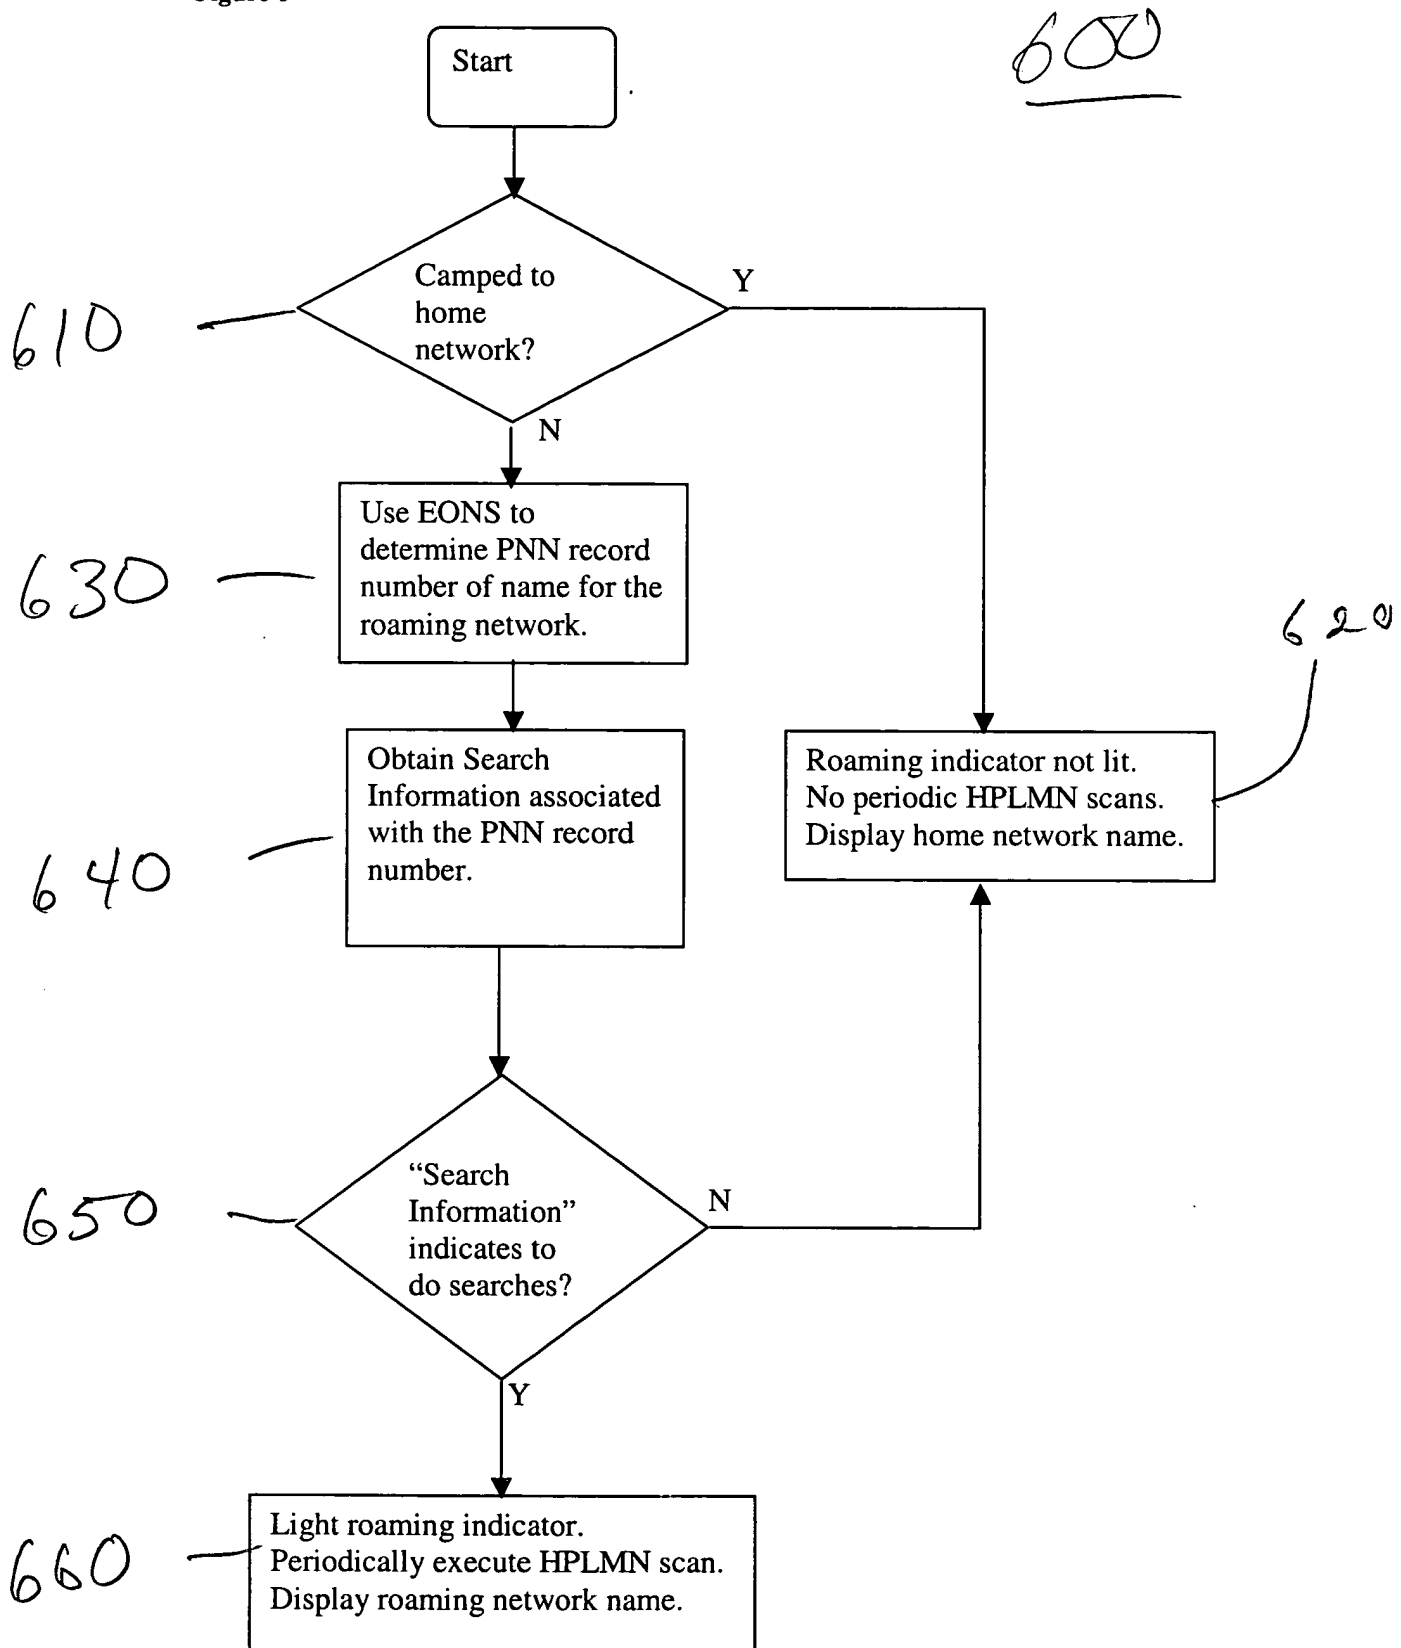 600
Start
Camped to
home
network?
Y
610
N
Use EONS to
determine PNN record
number of name for the
roaming network.
630
620
Obtain Search
Information associated
with the PNN record
number.
Roaming indicator not lit.
No periodic HPLMN scans.
Display home network name.
640
“Search
Information”
indicates to
do searches?
N
650
Y
Light roaming indicator.
Periodically execute HPLMN scan.
Display roaming network name.
660